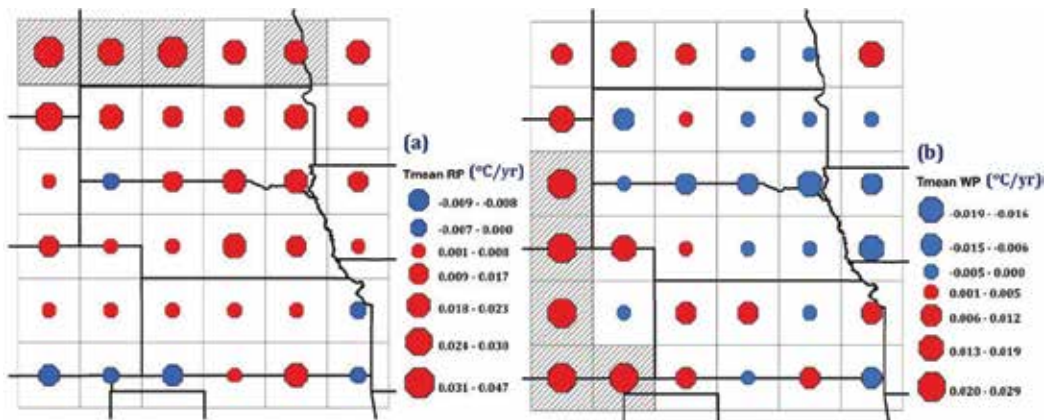 (a)
Tmean RP (°C/yr)
-0.009 - -0.008
-0.007 - 0.000
0.001 - 0.008
0.009 - 0.017
0.018 - 0.023
0.024 - 0.030
0.031 - 0.047
(b)
Tmean WP (°C/yr)
-0.019 - -0.016
-0.015 - -0.006
-0.005 - 0.000
0.001 - 0.005
0.006 - 0.012
0.013 - 0.019
0.020 - 0.029